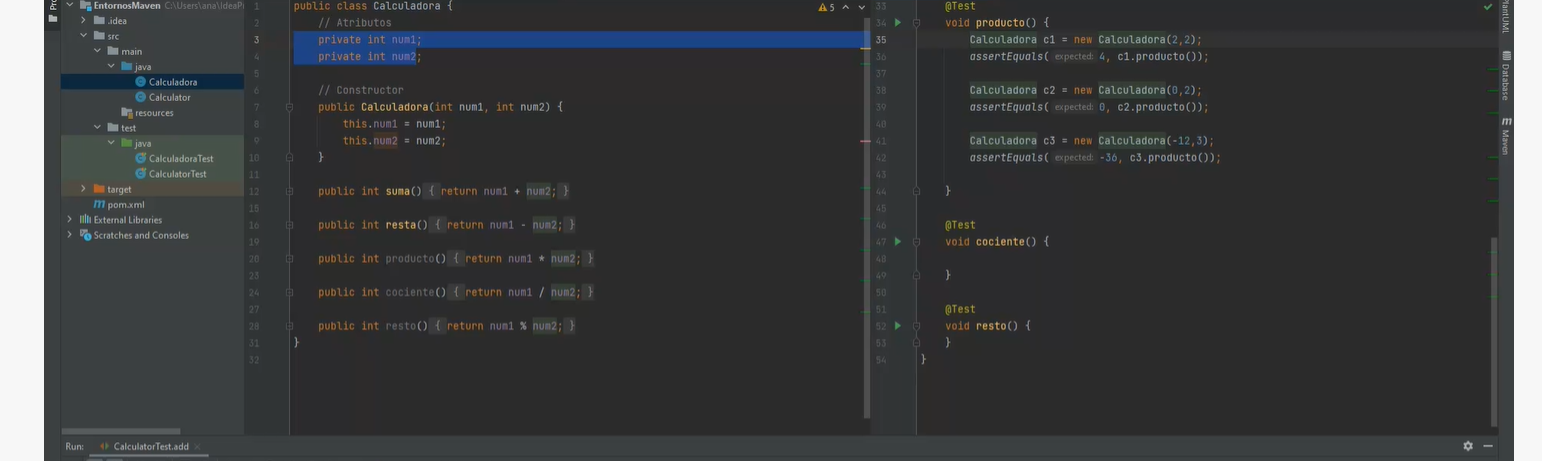 EntornosMaven C:\Users\ana\IdeaP
.idea
src
main
java
Calculadora
Calculator
resources
test
java
CalculadoraTest
CalculatorTest
target
pom.xml
External Libraries
Scratches and Consoles
1 public class Calculadora {
2 // Atributos
3 private int num1;
4 private int num2;
5
6 // Constructor
7 public Calculadora(int num1, int num2) {
8 this.num1 = num1;
9 this.num2 = num2;
10 }
11
12 public int suma() { return num1 + num2; }
15
16 public int resta() { return num1 - num2; }
19
20 public int producto() { return num1 * num2; }
23
24 public int cociente() { return num1 / num2; }
27
28 public int resto() { return num1 % num2; }
31 }
32
5
33 @Test
34 void producto() {
35 Calculadora c1 = new Calculadora(2,2);
36 assertEquals( expected: 4, c1.producto());
37
38 Calculadora c2 = new Calculadora(0,2);
39 assertEquals( expected: 0, c2.producto());
40
41 Calculadora c3 = new Calculadora(-12,3);
42 assertEquals( expected: -36, c3.producto());
43
44 }
45
46 @Test
47 void cociente() {
48
49 }
50
51 @Test
52 void resto() {
53 }
54 }
PlantUML
Database
Maven
Run: CalculatorTest.add